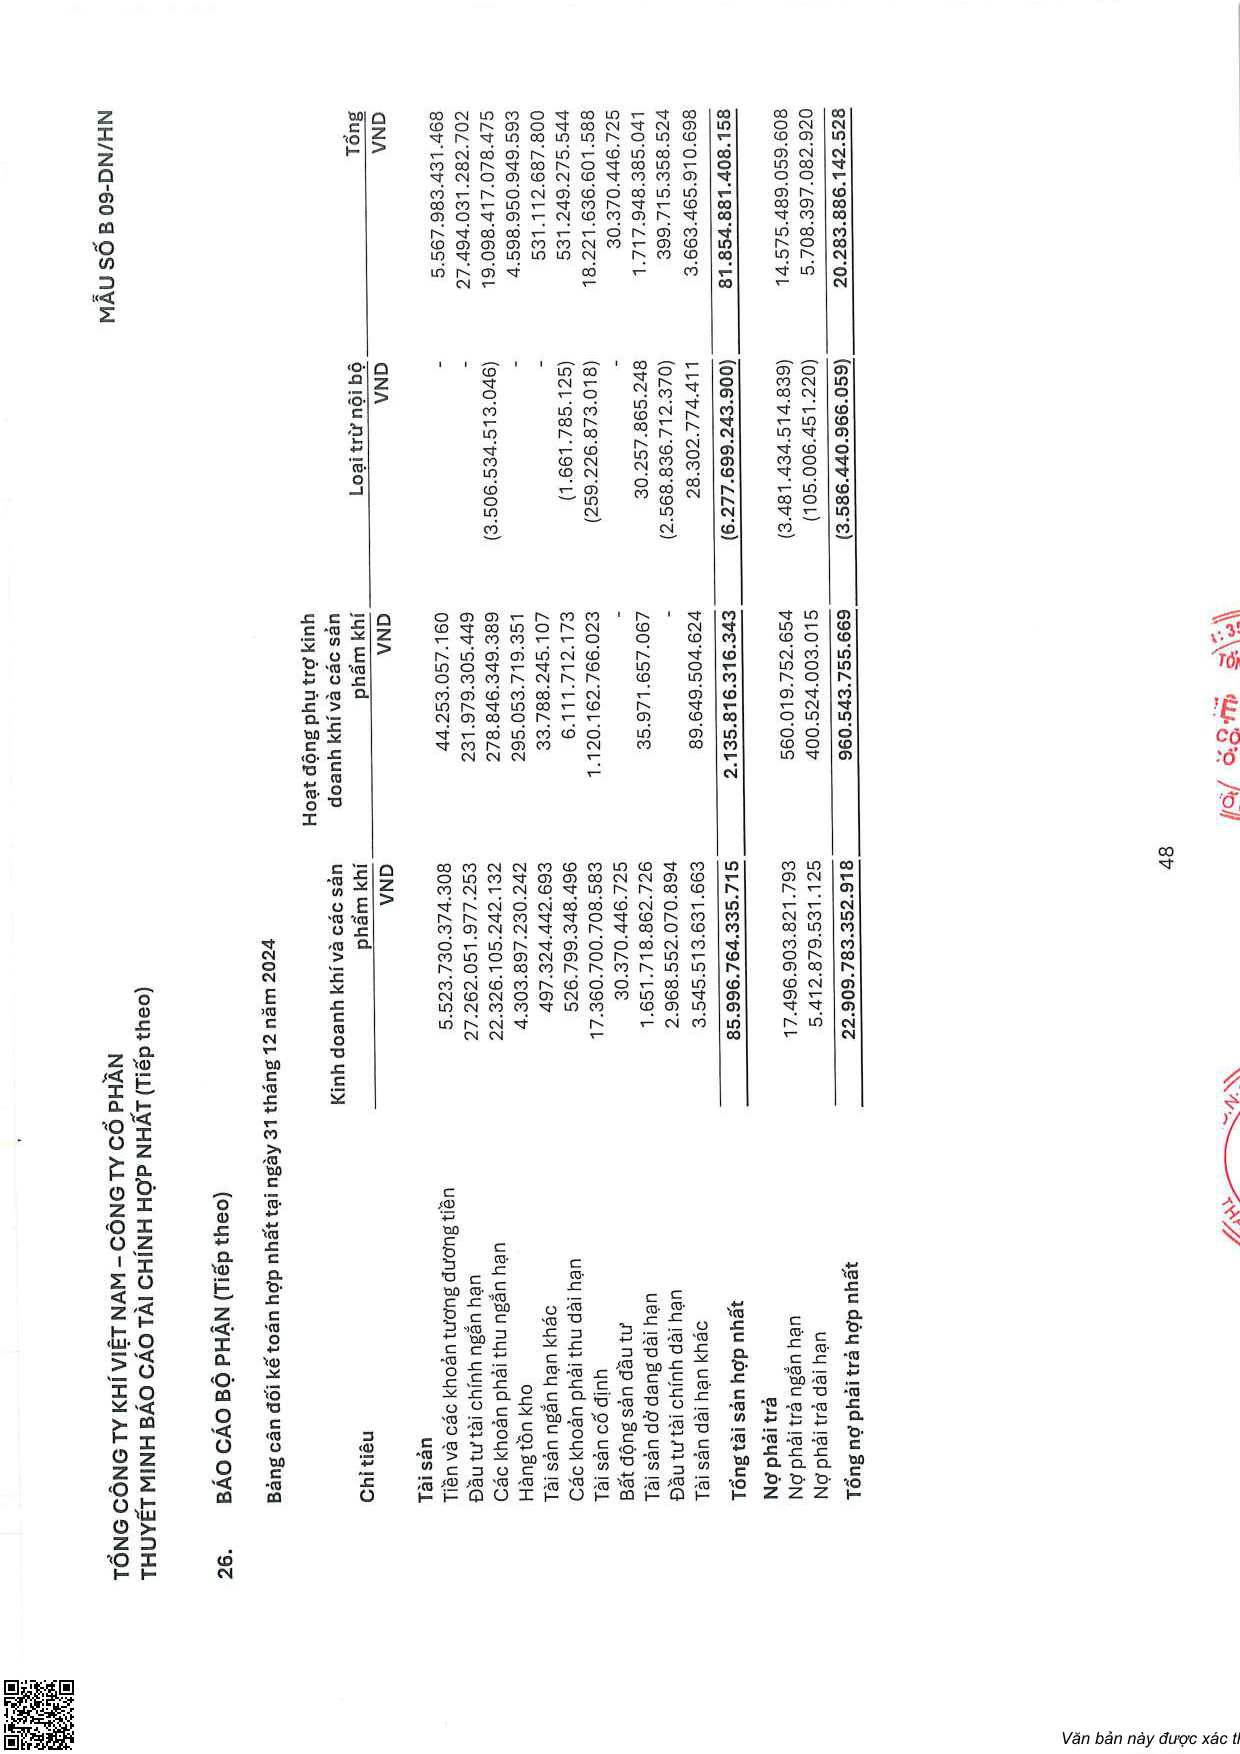 TỔNG CÔNG TY KHÍ VIỆT NAM – CÔNG TY CỔ PHẦN MẪU SỐ B 09-DN/HN
THUYẾT MINH BÁO CÁO TÀI CHÍNH HỢP NHẤT (Tiếp theo)
26. BÁO CÁO BỘ PHẬN (Tiếp theo)
Bảng cân đối kế toán hợp nhất tại ngày 31 tháng 12 năm 2024
Hoạt động phụ trợ kinh
Kinh doanh khí và các sản doanh khí và các sản
Chỉ tiêu phẩm khí phẩm khí Loại trừ nội bộ Tổng
VND VND VND VND
Tài sản
Tiền và các khoản tương đương tiền 5.523.730.374.308 44.253.057.160 - 5.567.983.431.468
Đầu tư tài chính ngắn hạn 27.262.051.977.253 231.979.305.449 - 27.494.031.282.702
Các khoản phải thu ngắn hạn 22.326.105.242.132 278.846.349.389 (3.506.534.513.046) 19.098.417.078.475
Hàng tồn kho 4.303.897.230.242 295.053.719.351 - 4.598.950.949.593
Tài sản ngắn hạn khác 497.324.442.693 33.788.245.107 - 531.112.687.800
Các khoản phải thu dài hạn 526.799.348.496 6.111.712.173 (1.661.785.125) 531.249.275.544
Tài sản cố định 17.360.700.708.583 1.120.162.766.023 (259.226.873.018) 18.221.636.601.588
Bất động sản đầu tư 30.370.446.725 - - 30.370.446.725
Tài sản dở dang dài hạn 1.651.718.862.726 35.971.657.067 30.257.865.248 1.717.948.385.041
Đầu tư tài chính dài hạn 2.968.552.070.894 - (2.568.836.712.370) 399.715.358.524
Tài sản dài hạn khác 3.545.513.631.663 89.649.504.624 28.302.774.411 3.663.465.910.698
Tổng tài sản hợp nhất 85.996.764.335.715 2.135.816.316.343 (6.277.699.243.900) 81.854.881.408.158
Nợ phải trả
Nợ phải trả ngắn hạn 17.496.903.821.793 560.019.752.654 (3.481.434.514.839) 14.575.489.059.608
Nợ phải trả dài hạn 5.412.879.531.125 400.524.003.015 (105.006.451.220) 5.708.397.082.920
Tổng nợ phải trả hợp nhất 22.909.783.352.918 960.543.755.669 (3.586.440.966.059) 20.283.886.142.528
48
Văn bản này được xác th